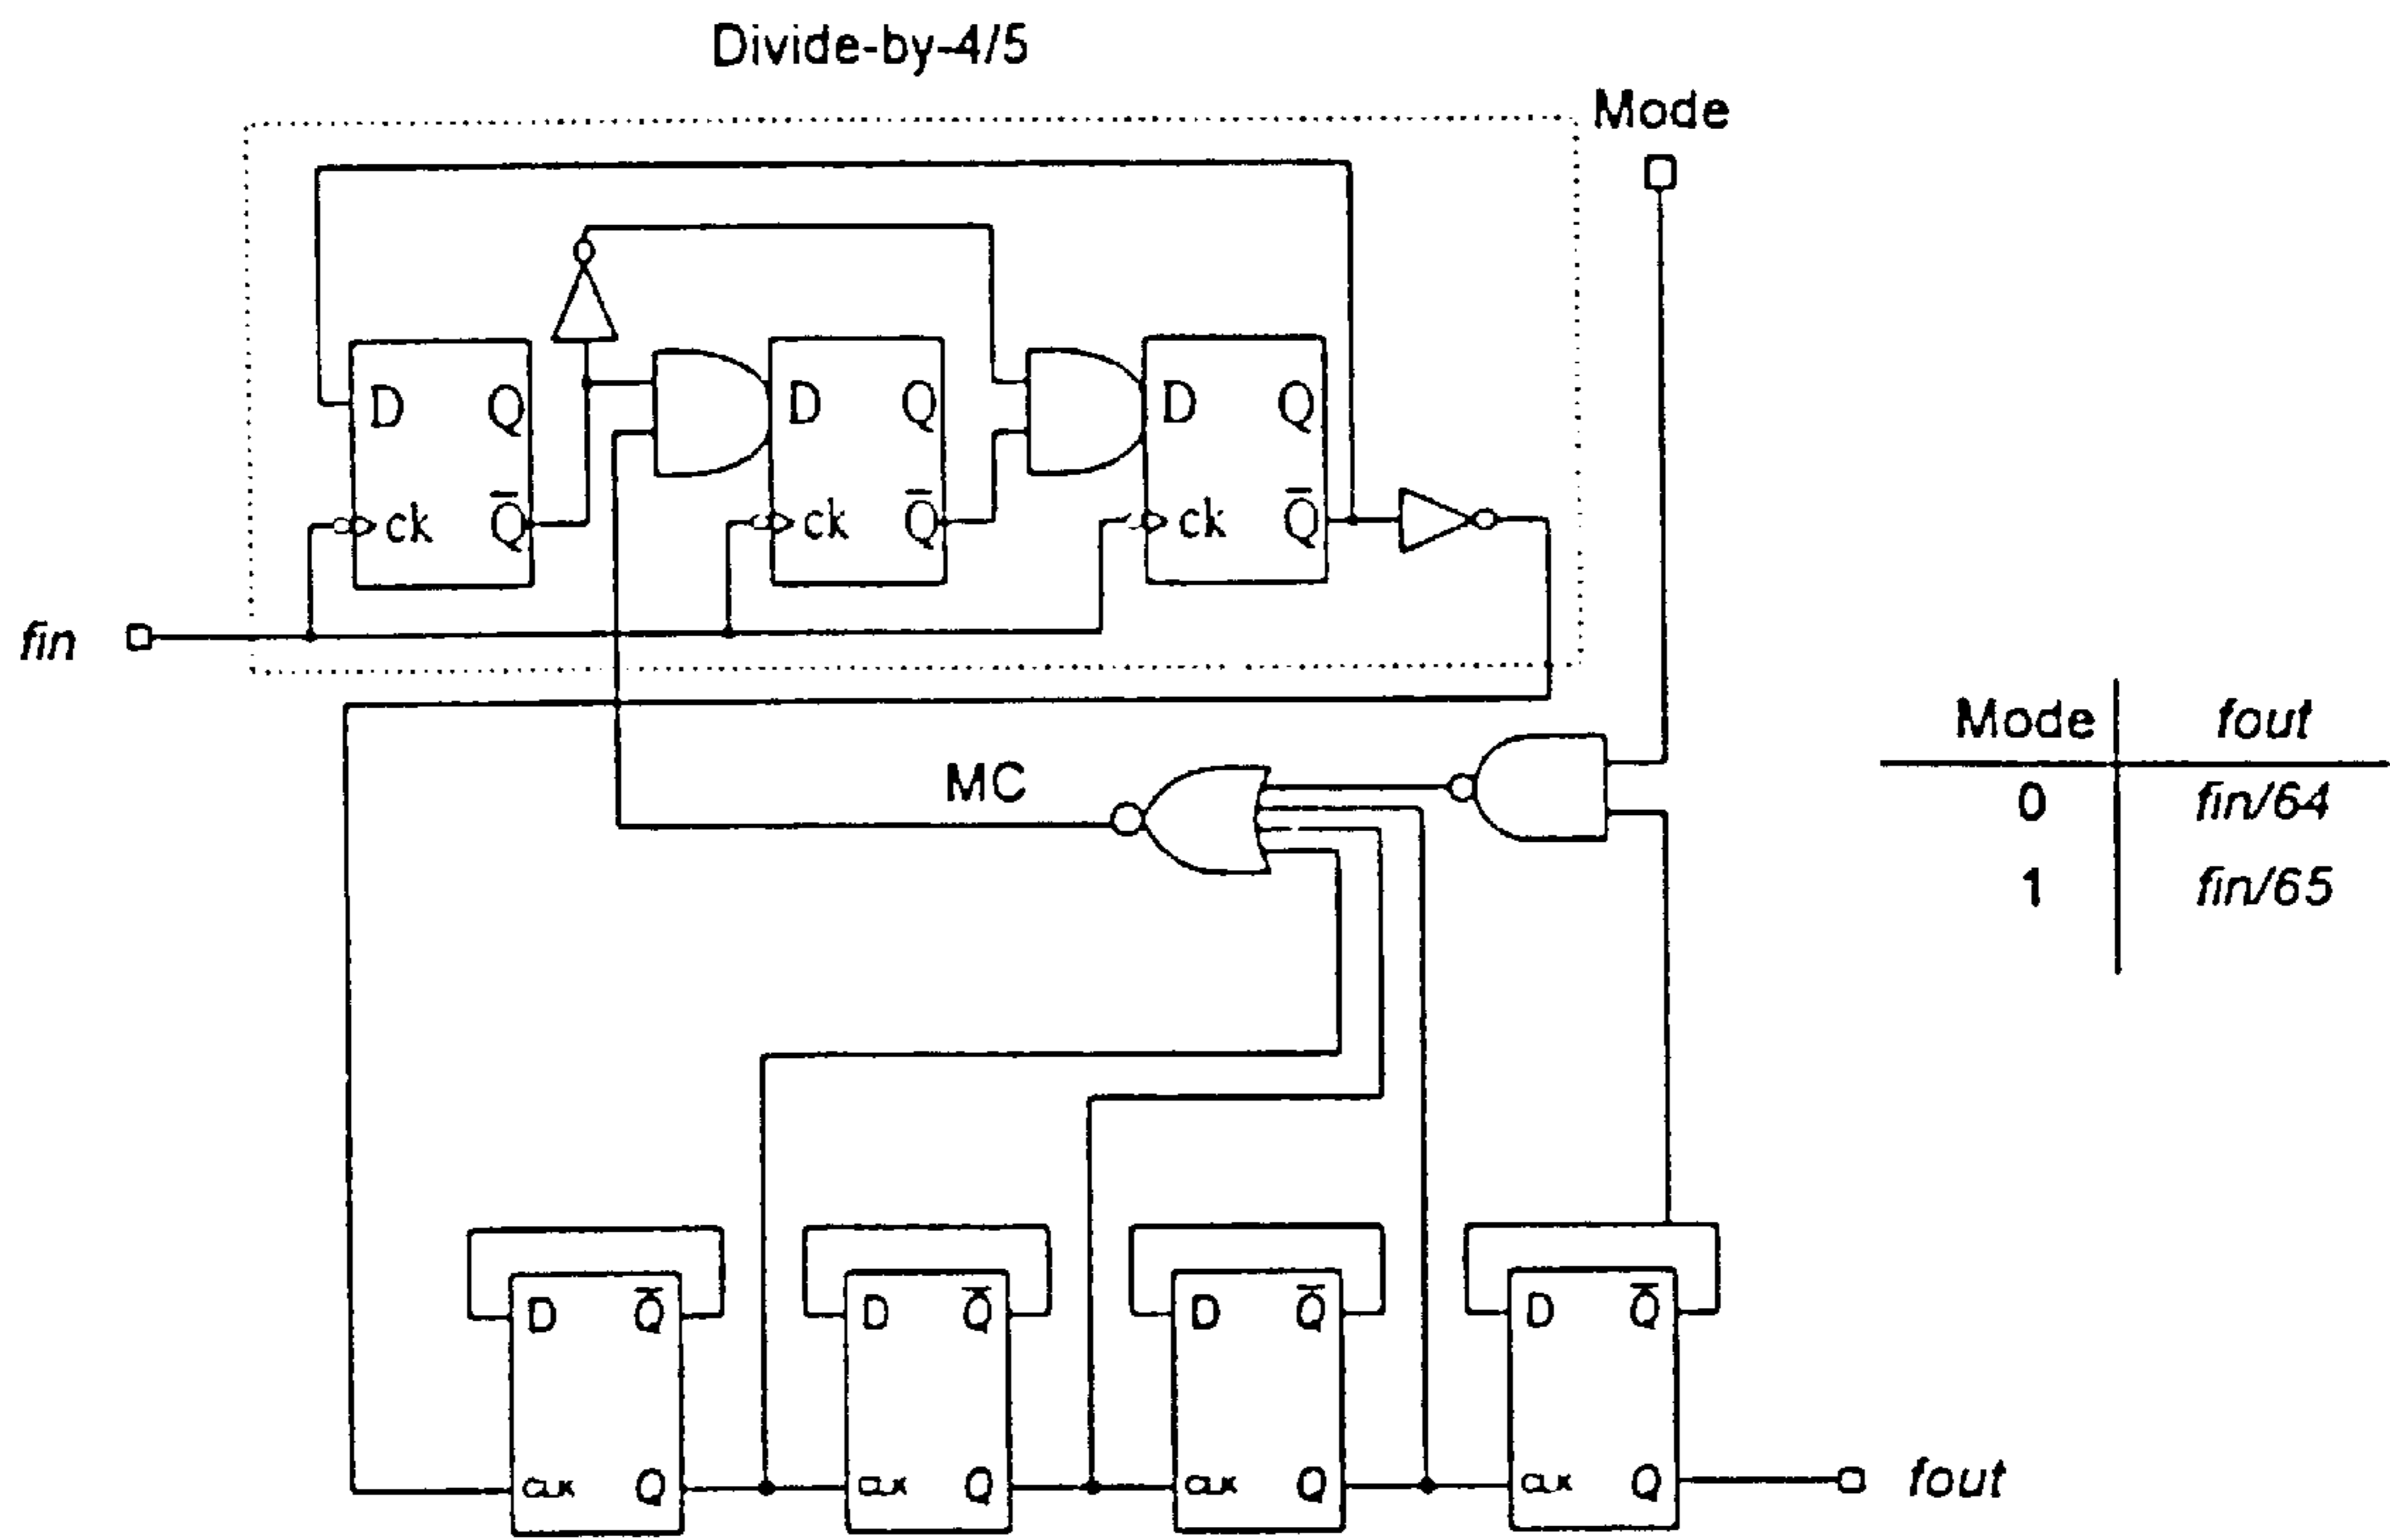 Divide-by-4/5
Mode
D Q D Q D Q
ck Q̅ ck Q̅ ck Q̅
fin
Mode fout
0 fin/64
1 fin/65
MC
D Q̅ D Q̅ D Q̅ D Q̅
CLK Q CLK Q CLK Q CLK Q fout